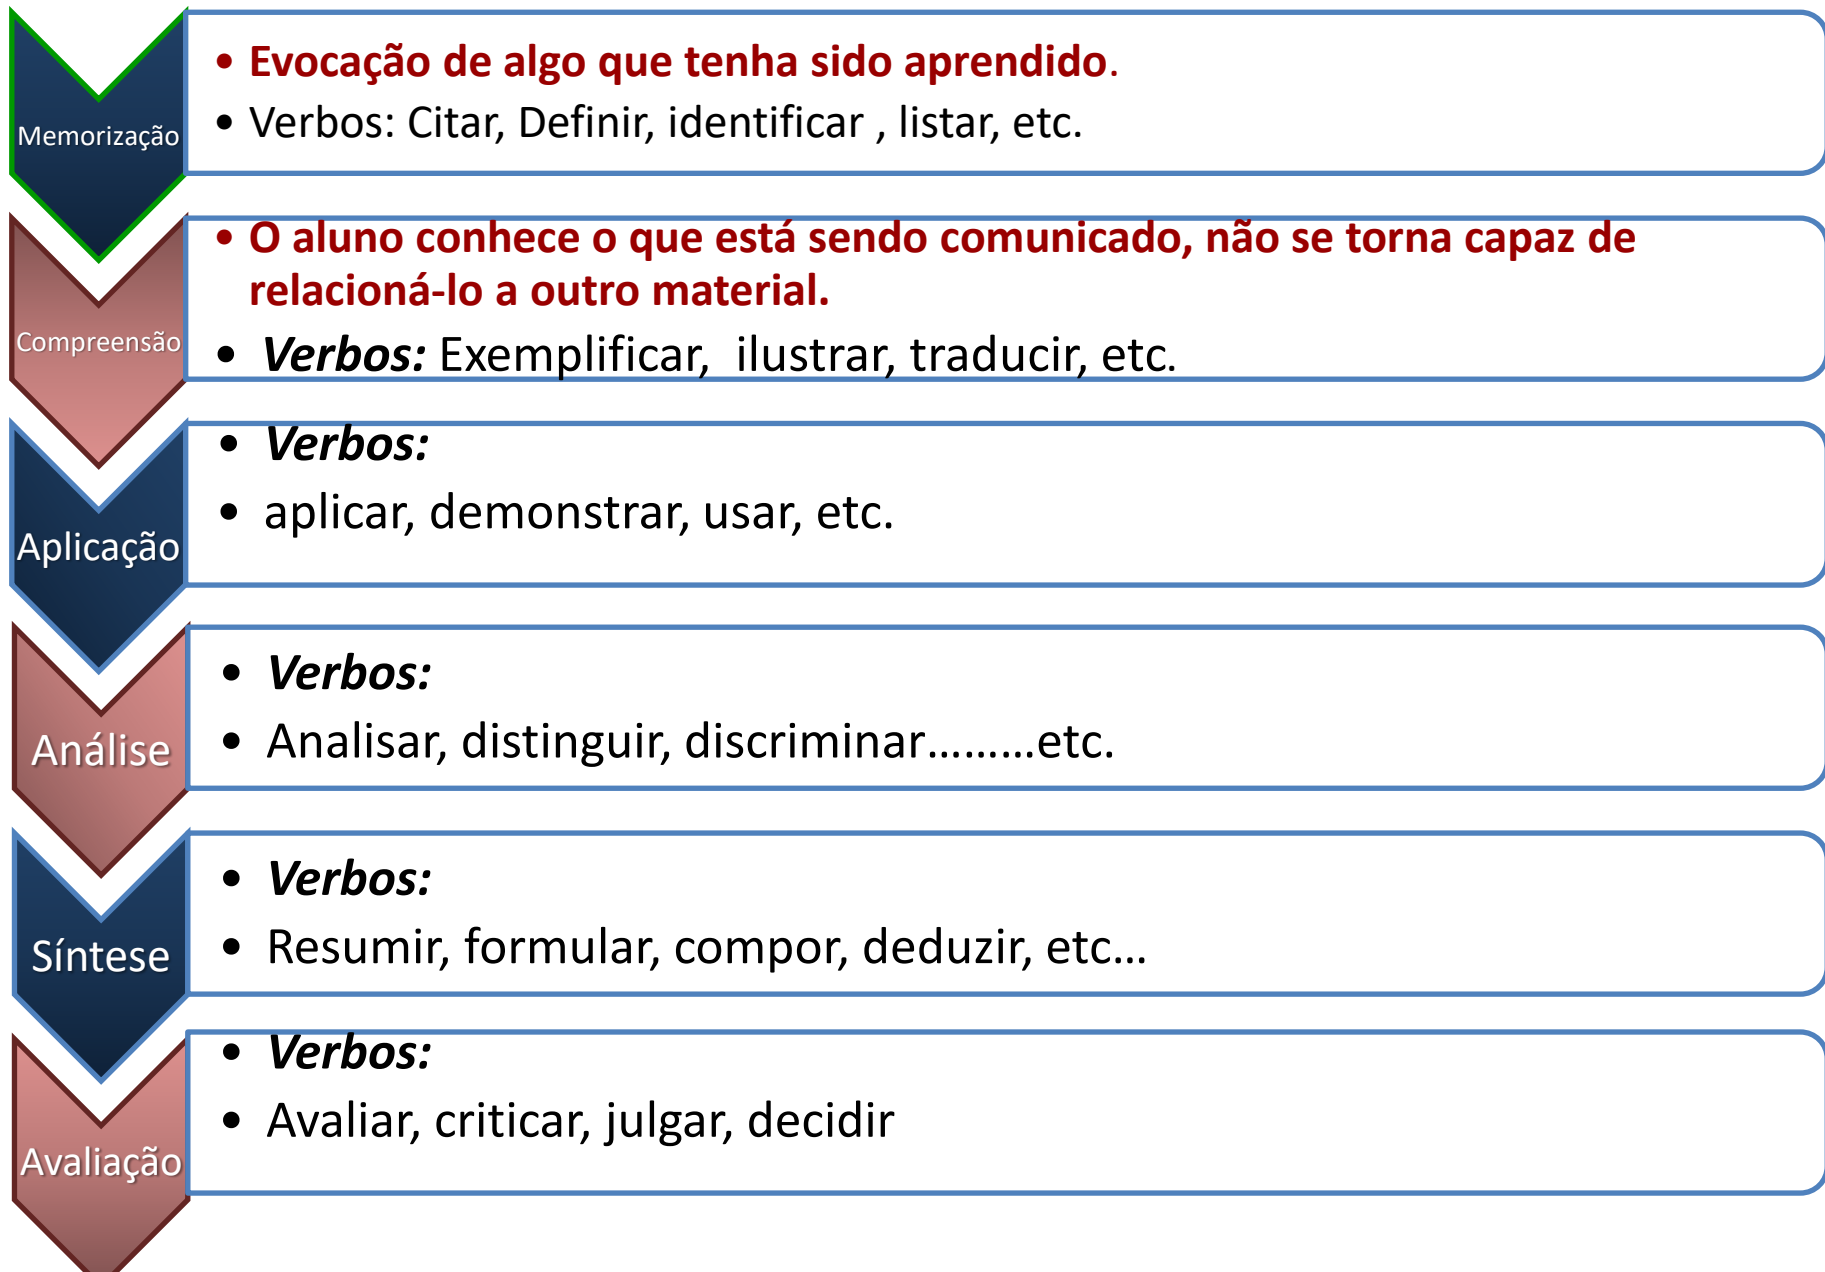 Memorização
• Evocação de algo que tenha sido aprendido.
• Verbos: Citar, Definir, identificar , listar, etc.
Compreensão
• O aluno conhece o que está sendo comunicado, não se torna capaz de
relacioná-lo a outro material.
• Verbos: Exemplificar, ilustrar, traducir, etc.
Aplicação
• Verbos:
• aplicar, demonstrar, usar, etc.
Análise
• Verbos:
• Analisar, distinguir, discriminar.........etc.
Síntese
• Verbos:
• Resumir, formular, compor, deduzir, etc...
Avaliação
• Verbos:
• Avaliar, criticar, julgar, decidir